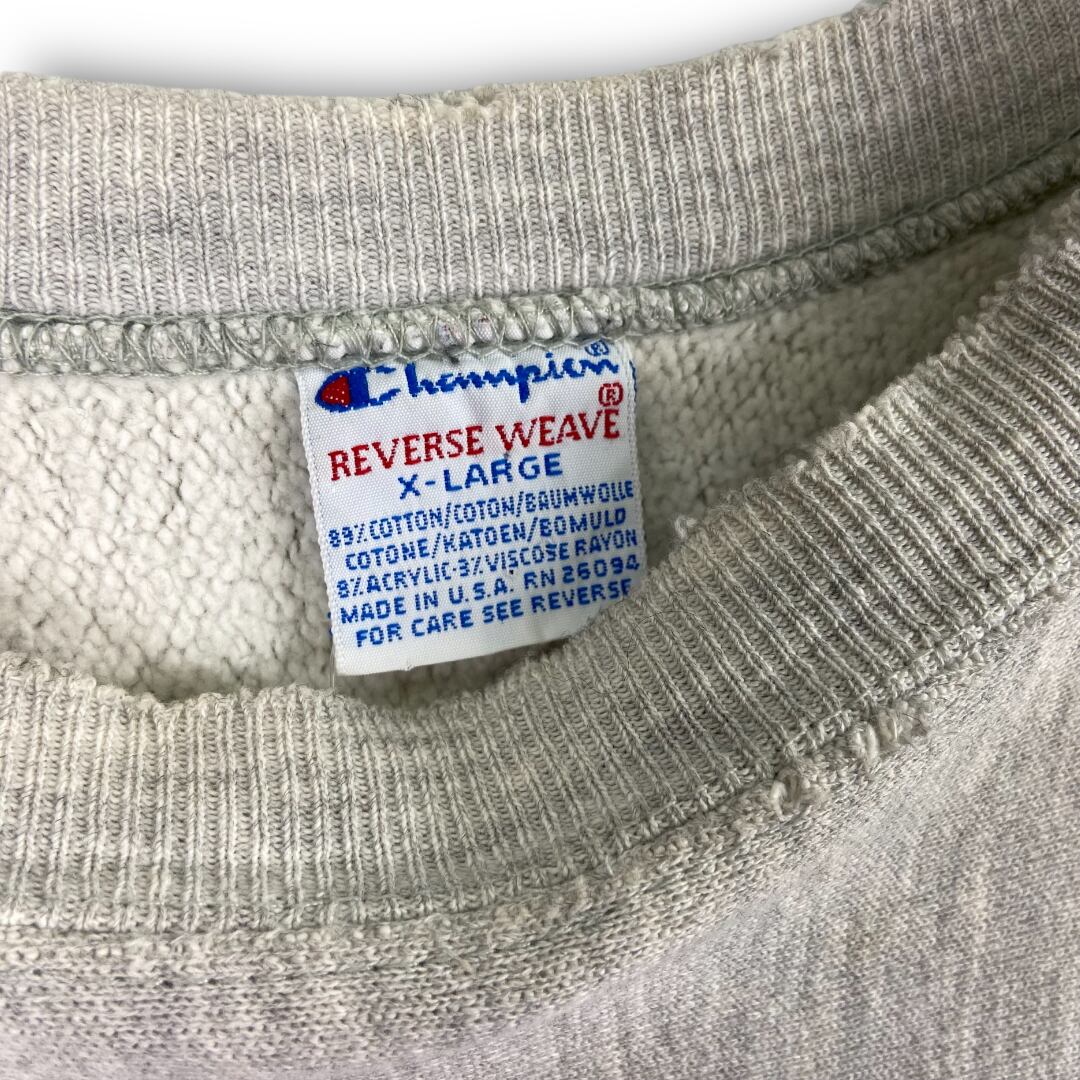 Champion®
REVERSE WEAVE®
X-LARGE
89% COTTON/COTON/BAUMWOLLE
COTONE/KATOEN/BOMULD
8% ACRYLIC-3% VISCOSE RAYON
MADE IN U.S.A. RN 26094
FOR CARE SEE REVERSE